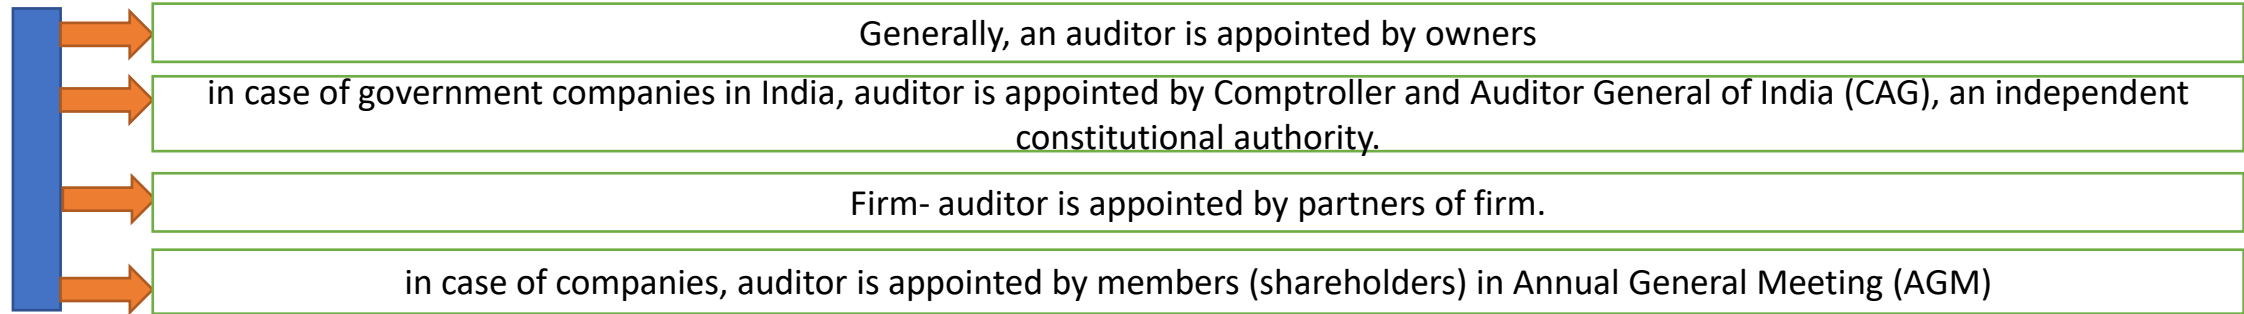 Generally, an auditor is appointed by owners
in case of government companies in India, auditor is appointed by Comptroller and Auditor General of India (CAG), an independent
constitutional authority.
Firm- auditor is appointed by partners of firm.
in case of companies, auditor is appointed by members (shareholders) in Annual General Meeting (AGM)